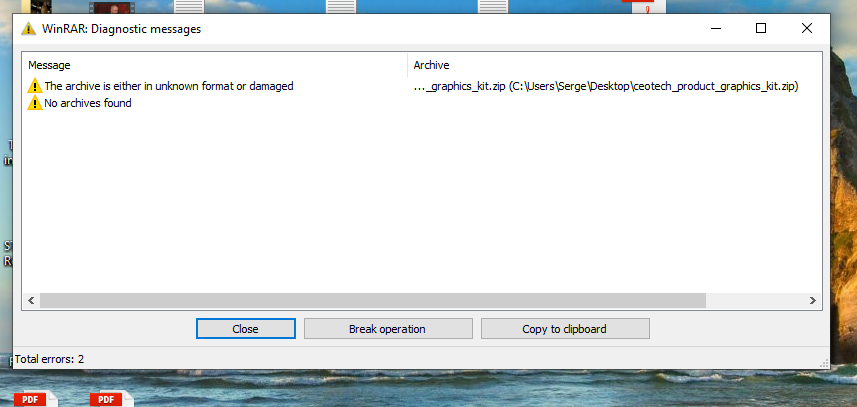 WinRAR: Diagnostic messages
Message Archive
The archive is either in unknown format or damaged ..._graphics_kit.zip (C:\Users\Serge\Desktop\ceotech_product_graphics_kit.zip)
No archives found
Close Break operation Copy to clipboard
Total errors: 2
PDF PDF